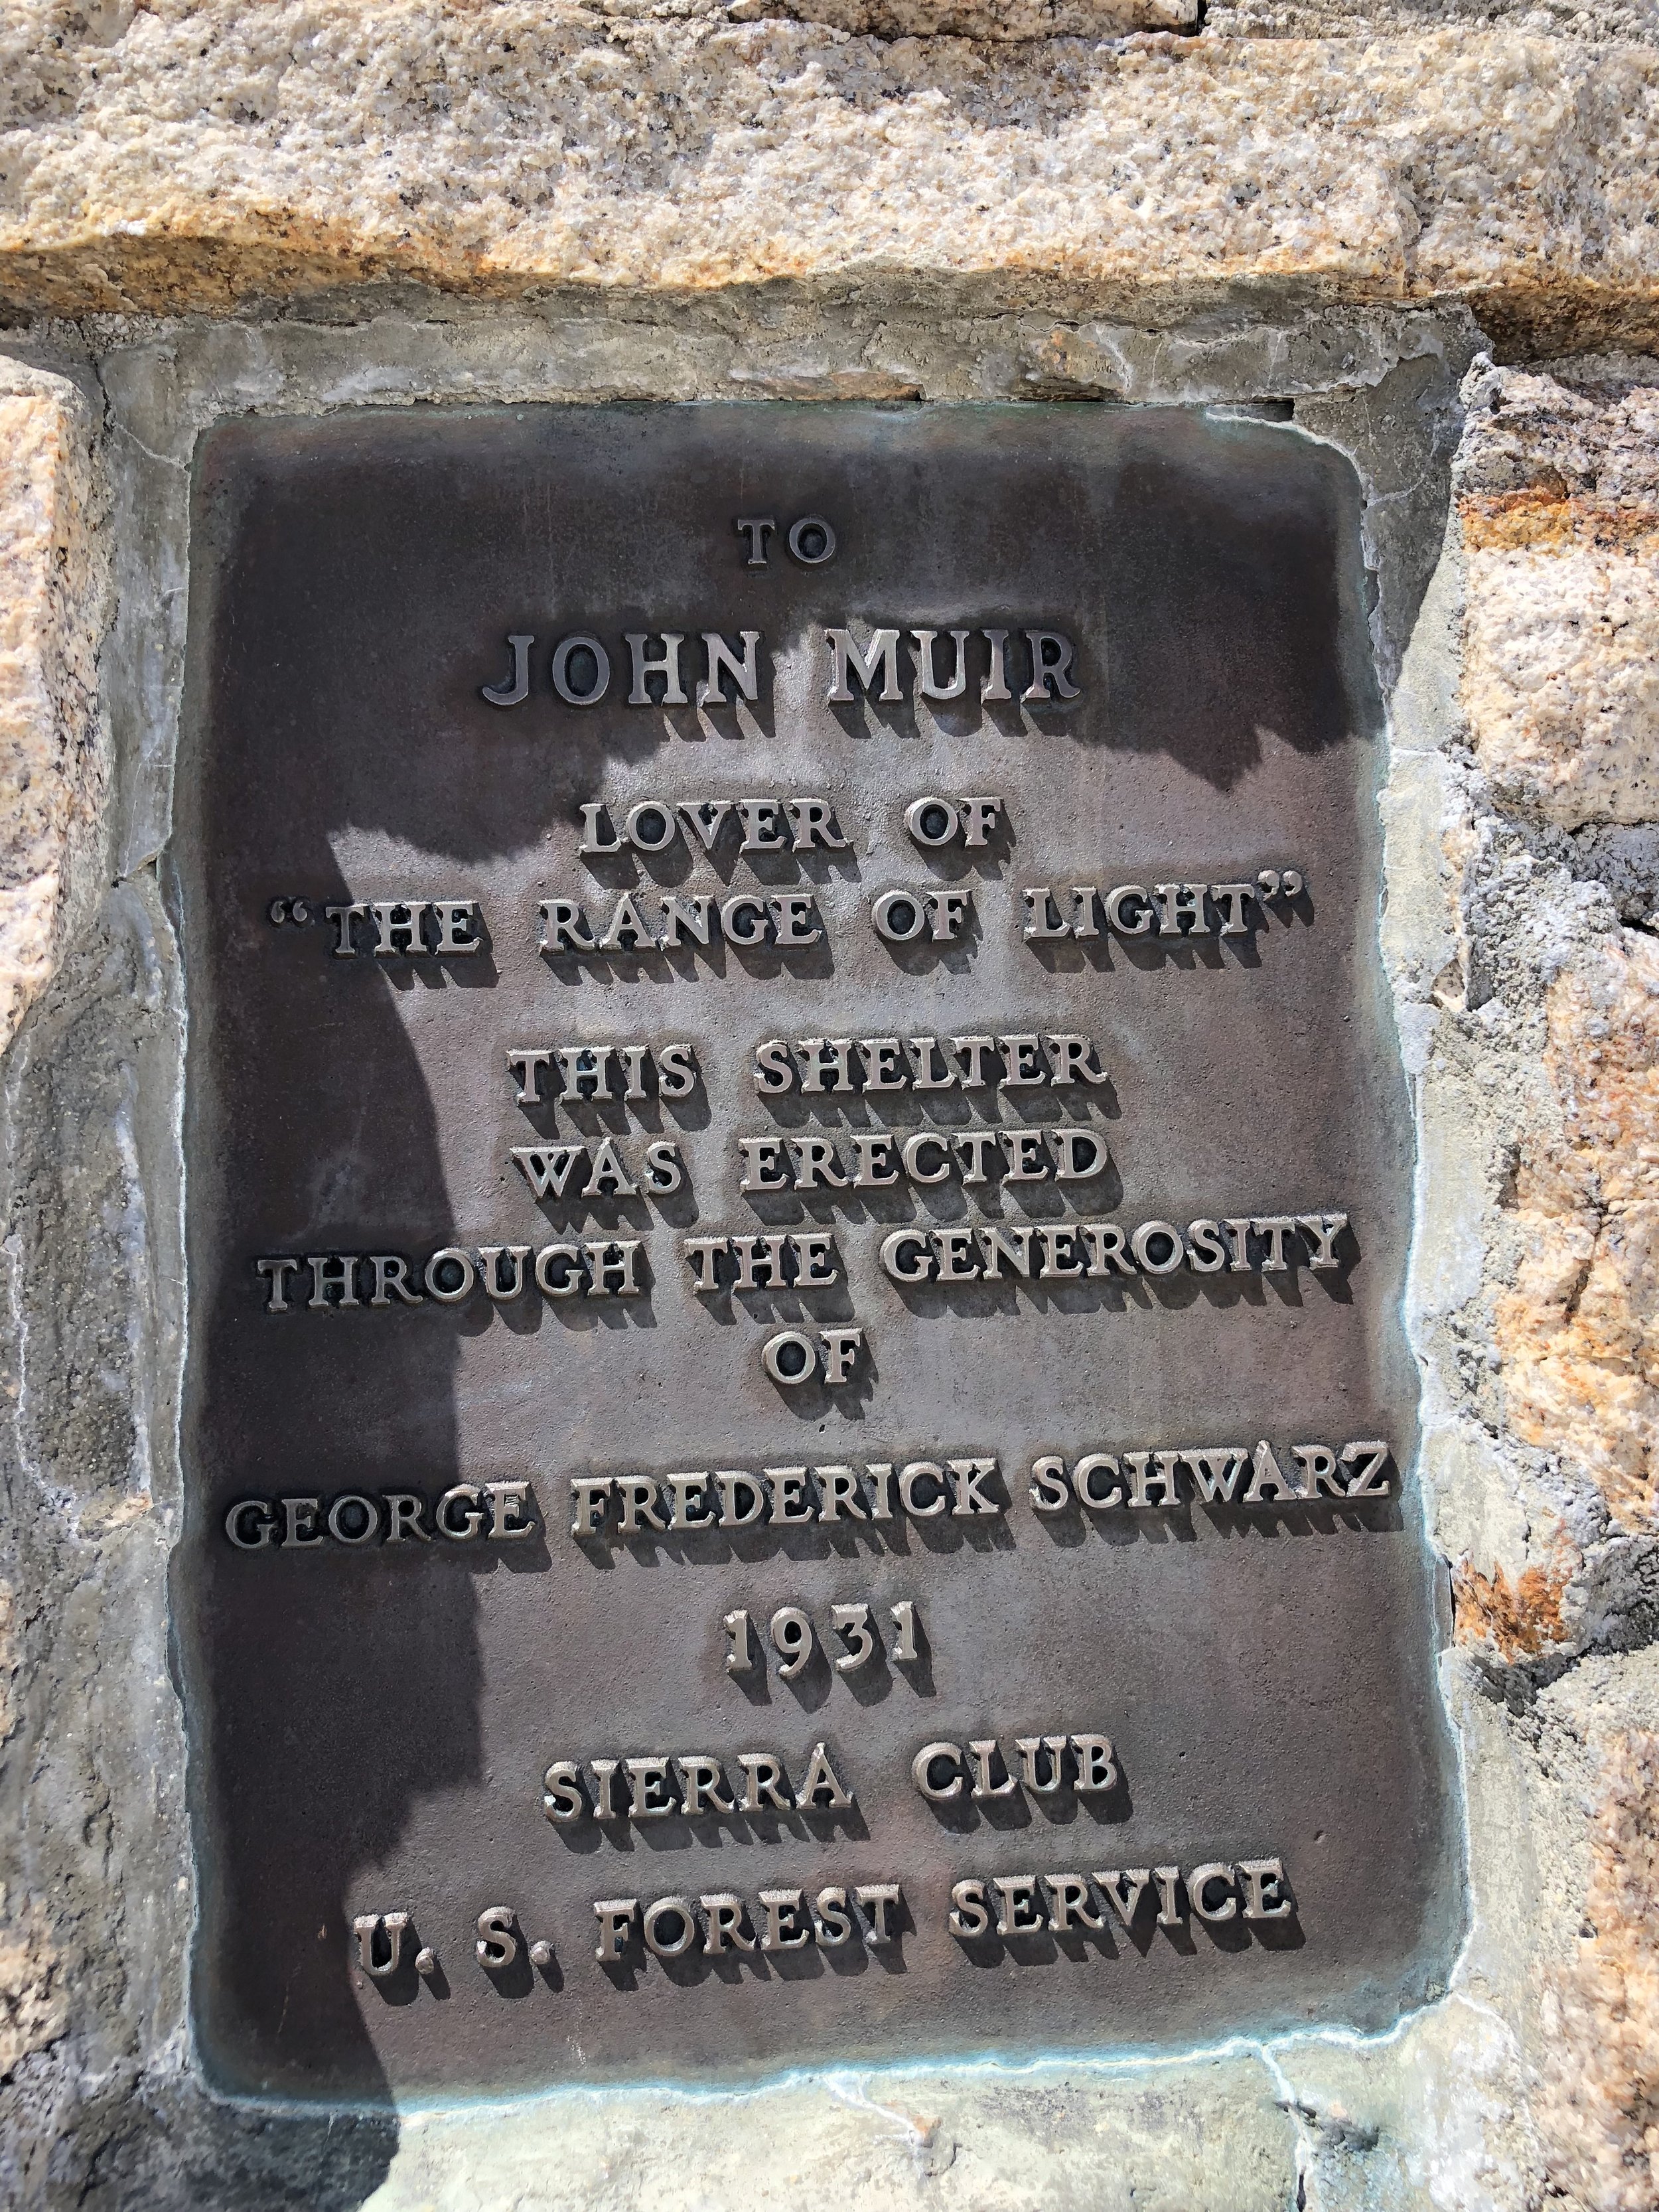 TO
JOHN MUIR
LOVER OF
“THE RANGE OF LIGHT”
THIS SHELTER
WAS ERECTED
THROUGH THE GENEROSITY
OF
GEORGE FREDERICK SCHWARZ
1931
SIERRA CLUB
U. S. FOREST SERVICE